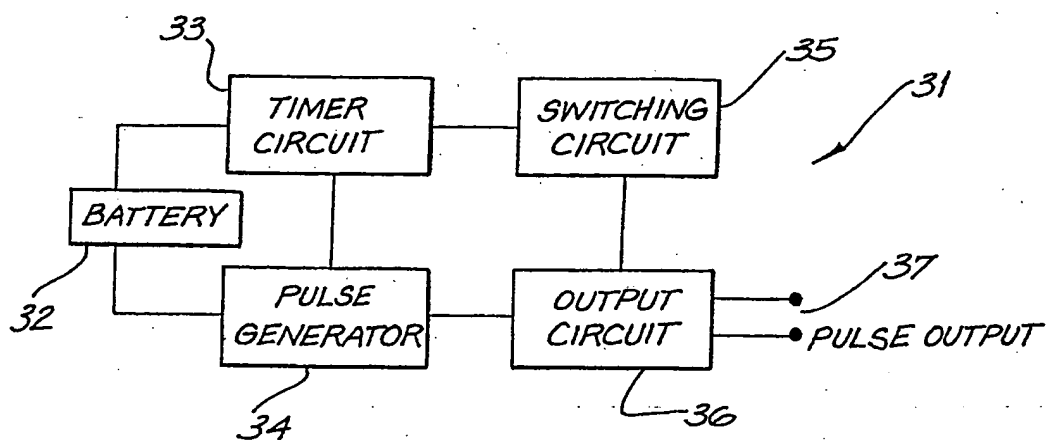 33
35
31
TIMER
CIRCUIT
SWITCHING
CIRCUIT
BATTERY
32
PULSE
GENERATOR
OUTPUT
CIRCUIT
37
PULSE OUTPUT
34
36